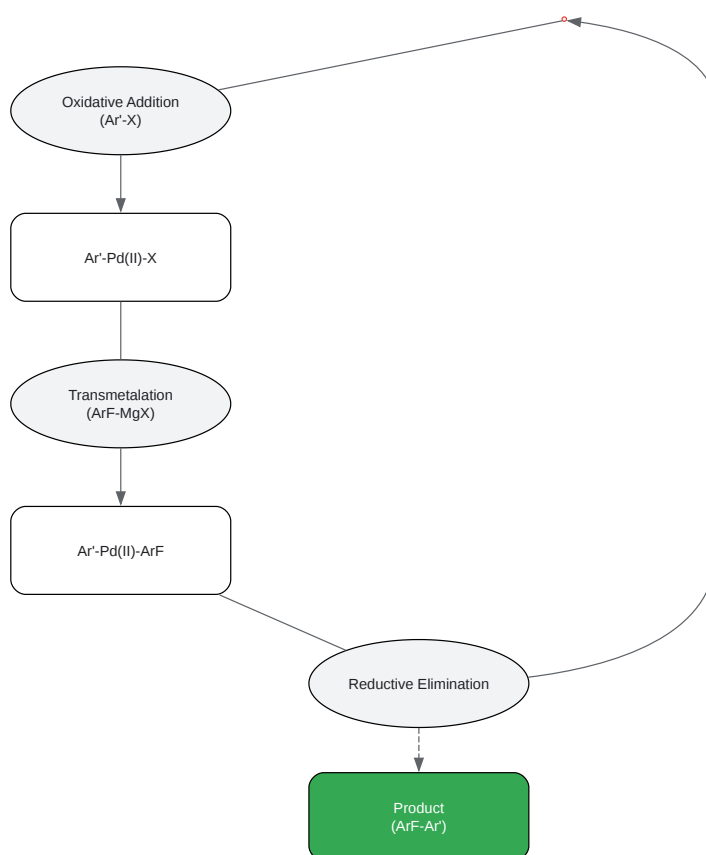 Oxidative Addition
(Ar'-X)
Ar'-Pd(II)-X
Transmetalation
(ArF-MgX)
Ar'-Pd(II)-ArF
Reductive Elimination
Product
(ArF-Ar')